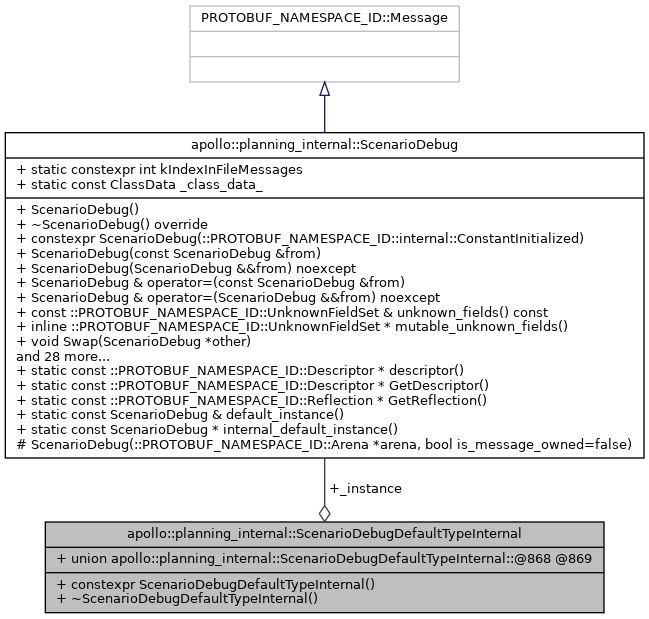 PROTOBUF_NAMESPACE_ID::Message
apollo::planning_internal::ScenarioDebug
+ static constexpr int kIndexInFileMessages
+ static const ClassData _class_data_
+ ScenarioDebug()
+ ~ScenarioDebug() override
+ constexpr ScenarioDebug(::PROTOBUF_NAMESPACE_ID::internal::ConstantInitialized)
+ ScenarioDebug(const ScenarioDebug &from)
+ ScenarioDebug(ScenarioDebug &&from) noexcept
+ ScenarioDebug & operator=(const ScenarioDebug &from)
+ ScenarioDebug & operator=(ScenarioDebug &&from) noexcept
+ const ::PROTOBUF_NAMESPACE_ID::UnknownFieldSet & unknown_fields() const
+ inline ::PROTOBUF_NAMESPACE_ID::UnknownFieldSet * mutable_unknown_fields()
+ void Swap(ScenarioDebug *other)
and 28 more...
+ static const ::PROTOBUF_NAMESPACE_ID::Descriptor * descriptor()
+ static const ::PROTOBUF_NAMESPACE_ID::Descriptor * GetDescriptor()
+ static const ::PROTOBUF_NAMESPACE_ID::Reflection * GetReflection()
+ static const ScenarioDebug & default_instance()
+ static const ScenarioDebug * internal_default_instance()
# ScenarioDebug(::PROTOBUF_NAMESPACE_ID::Arena *arena, bool is_message_owned=false)
+_instance
apollo::planning_internal::ScenarioDebugDefaultTypeInternal
+ union apollo::planning_internal::ScenarioDebugDefaultTypeInternal::@868 @869
+ constexpr ScenarioDebugDefaultTypeInternal()
+ ~ScenarioDebugDefaultTypeInternal()